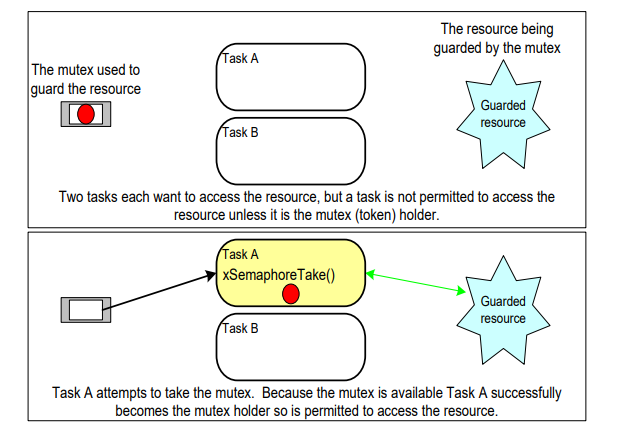 The resource being
guarded by the mutex
The mutex used to
guard the resource
Task A
Guarded
resource
Task B
Two tasks each want to access the resource, but a task is not permitted to access the
resource unless it is the mutex (token) holder.
Task A
xSemaphoreTake()
Guarded
resource
Task B
Task A attempts to take the mutex.  Because the mutex is available Task A successfully
becomes the mutex holder so is permitted to access the resource.